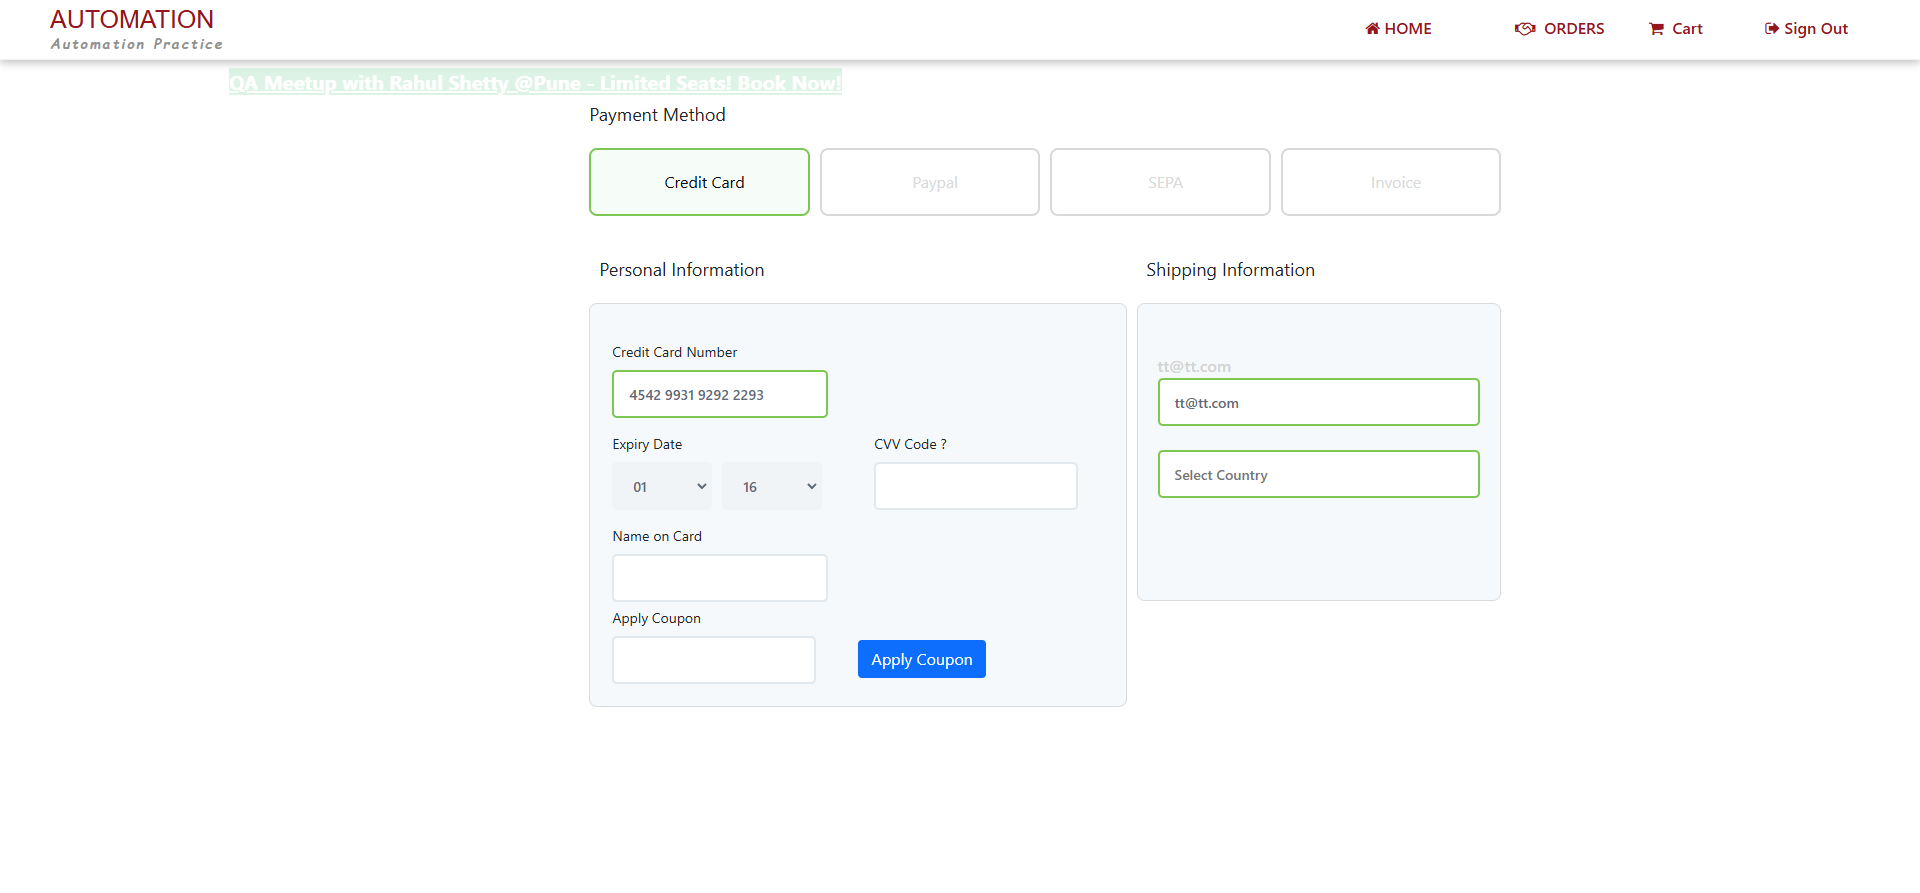 AUTOMATION
Automation Practice
HOME
ORDERS
Cart
Sign Out
QA Meetup with Rahul Shetty @Pune - Limited Seats! Book Now!
Payment Method
Credit Card
Paypal
SEPA
Invoice
Personal Information
Shipping Information
Credit Card Number
4542 9931 9292 2293
Expiry Date
CVV Code ?
01
16
Name on Card
Apply Coupon
Apply Coupon
tt@tt.com
tt@tt.com
Select Country